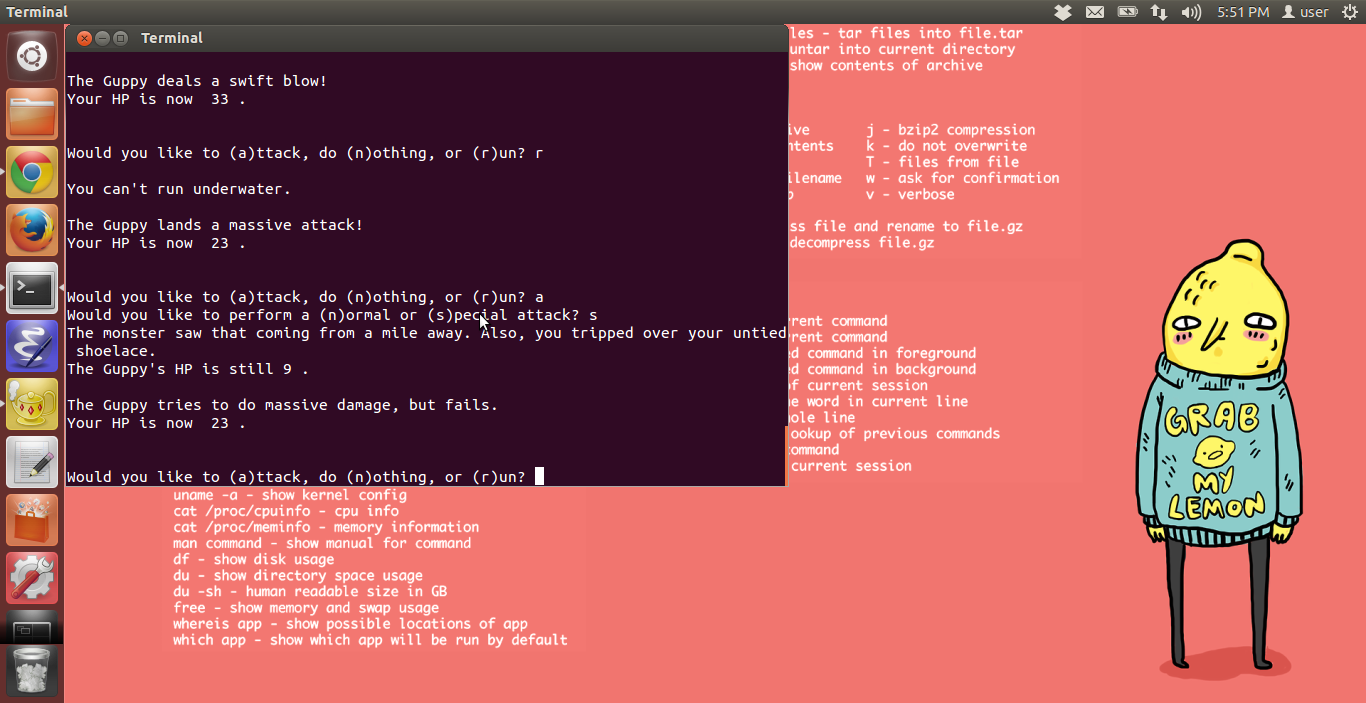 Terminal
5:51 PM
user
Terminal
The Guppy deals a swift blow!
Your HP is now  33 .
Would you like to (a)ttack, do (n)othing, or (r)un? r
You can't run underwater.
The Guppy lands a massive attack!
Your HP is now  23 .
Would you like to (a)ttack, do (n)othing, or (r)un? a
Would you like to perform a (n)ormal or (s)pecial attack? s
The monster saw that coming from a mile away. Also, you tripped over your untied
 shoelace.
The Guppy's HP is still 9 .
The Guppy tries to do massive damage, but fails.
Your HP is now  23 .
Would you like to (a)ttack, do (n)othing, or (r)un?
les - tar files into file.tar
untar into current directory
show contents of archive
ive j - bzip2 compression
ntents k - do not overwrite
T - files from file
ilename w - ask for confirmation
v - verbose
ss file and rename to file.gz
decompress file.gz
rent command
rent command
ed command in foreground
ed command in background
of current session
ne word in current line
hole line
ookup of previous commands
command
current session
uname -a - show kernel config
cat /proc/cpuinfo - cpu info
cat /proc/meminfo - memory information
man command - show manual for command
df - show disk usage
du - show directory space usage
du -sh - human readable size in GB
free - show memory and swap usage
whereis app - show possible locations of app
which app - show which app will be run by default
GRAB
MY
LEMON